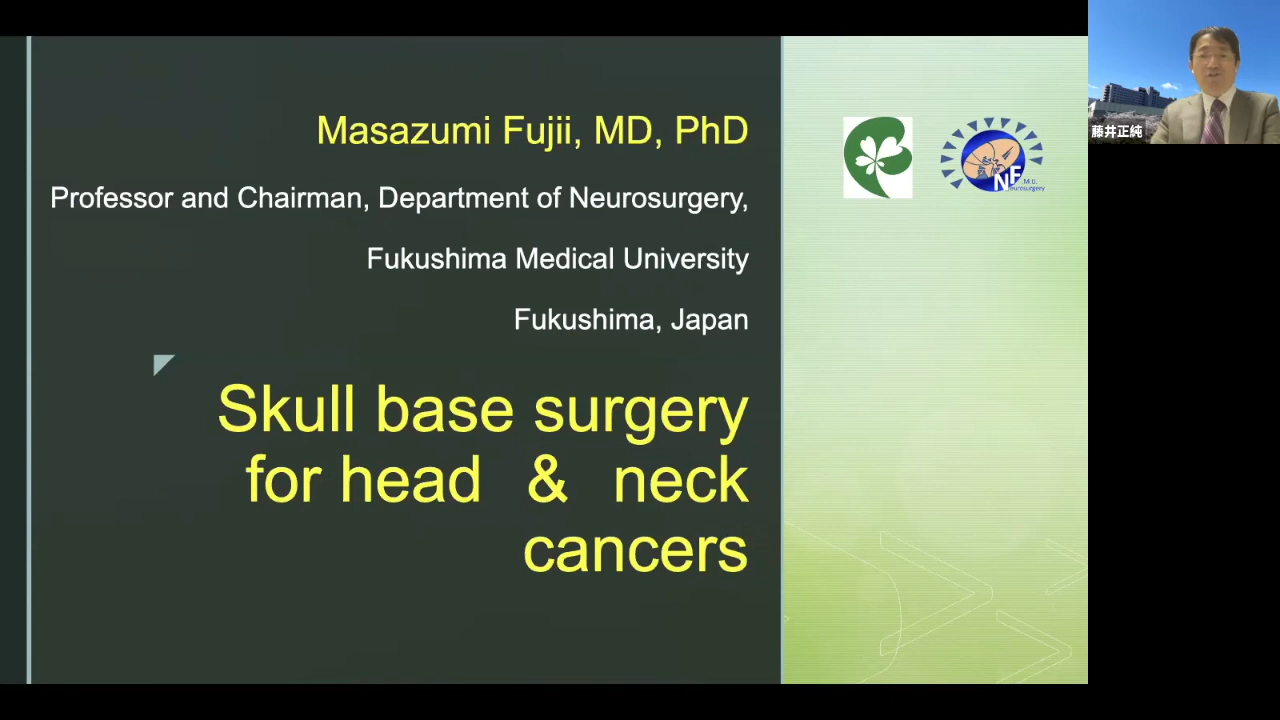 Masazumi Fujii, MD, PhD
Professor and Chairman, Department of Neurosurgery,
Fukushima Medical University
Fukushima, Japan
Skull base surgery
for head & neck
cancers
NF
M.U.
neurosurgery
藤井正純